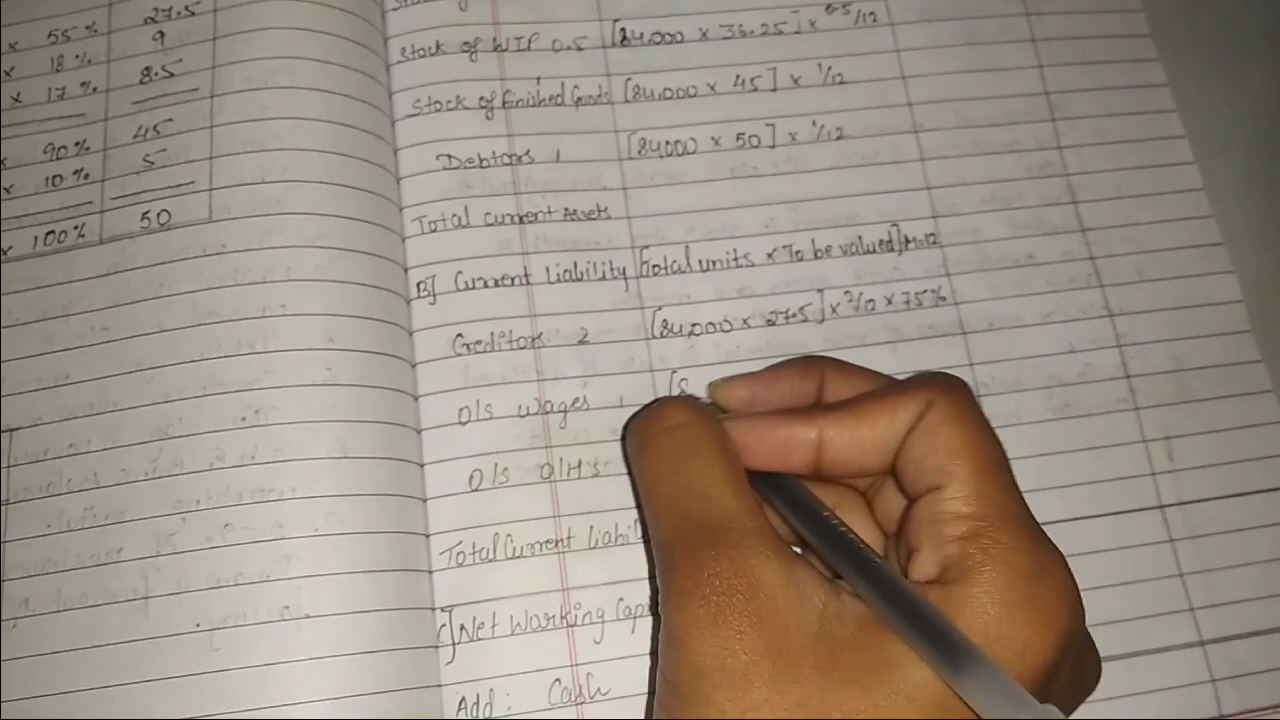 x 55% 27.5
x 18% 9
x 17% 8.5
x 90% 45
x 10% 5
x 100% 50
Stock of WIP 0.5 [84,000 x 36.25] x 0.5/12
Stock of Finished Goods [84,000 x 45] x 1/12
Debtors 1 [84000 x 50] x 1/12
Total current Assets
B] Current liability [Total units x To be valued]
Creditors 2 [84,000 x 27.5] x 2/12 x 75%
O/S wages 1 [8
O/S O/H's
Total Current liabil
C] Net Working Cap
Add: Cash